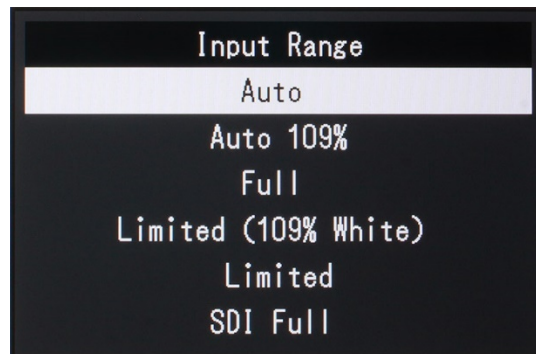 Input Range
Auto
Auto 109%
Full
Limited (109% White)
Limited
SDI Full